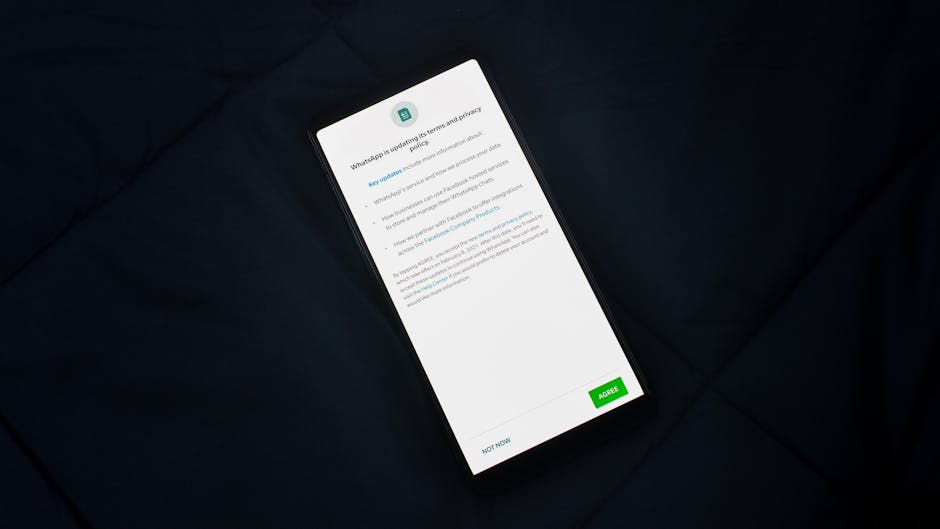 WhatsApp is updating its terms and privacy
policy.
Key updates include more information about:
• WhatsApp's service and how we process your data.
• How businesses can use Facebook hosted services
to store and manage their WhatsApp chats.
• How we partner with Facebook to offer integrations
across the Facebook Company Products.
By tapping AGREE, you accept the new terms and privacy policy,
which take effect on February 8, 2021. After this date, you'll need to
accept these updates to continue using WhatsApp. You can also
visit the Help Center if you would prefer to delete your account and
would like more information.
AGREE
NOT NOW